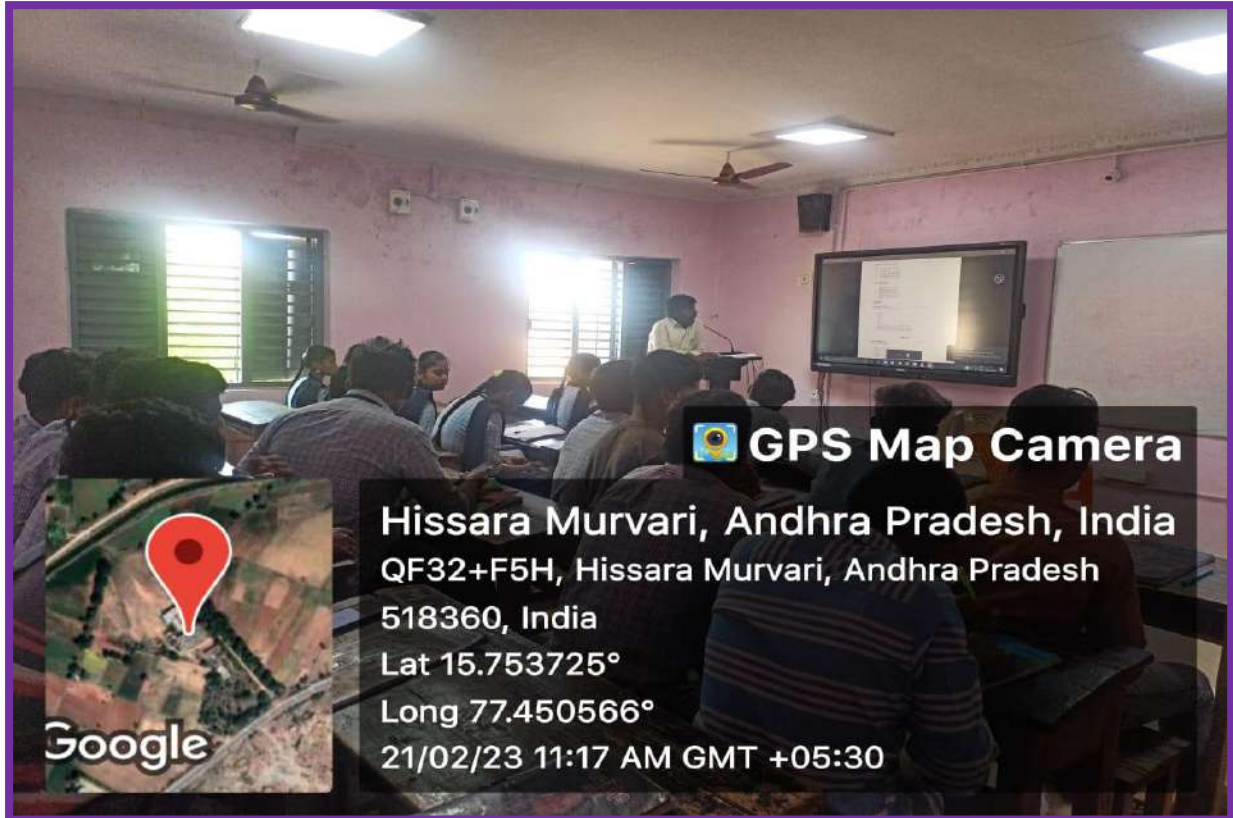 GPS Map Camera
Hissara Murvari, Andhra Pradesh, India
QF32+F5H, Hissara Murvari, Andhra Pradesh
518360, India
Lat 15.753725°
Long 77.450566°
21/02/23 11:17 AM GMT +05:30
Google